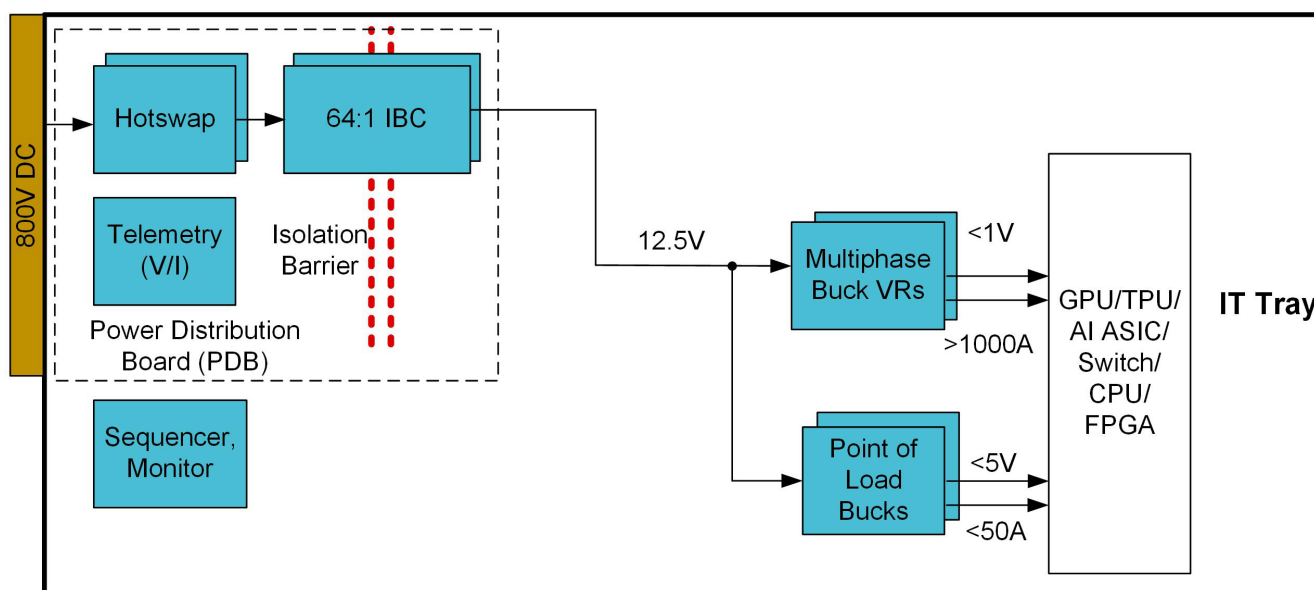 800V DC
Hotswap
64:1 IBC
Telemetry
(V/I)
Isolation
Barrier
Power Distribution
Board (PDB)
Sequencer,
Monitor
12.5V
Multiphase
Buck VRs
<1V
>1000A
Point of
Load
Bucks
<5V
<50A
GPU/TPU/
AI ASIC/
Switch/
CPU/
FPGA
IT Tray